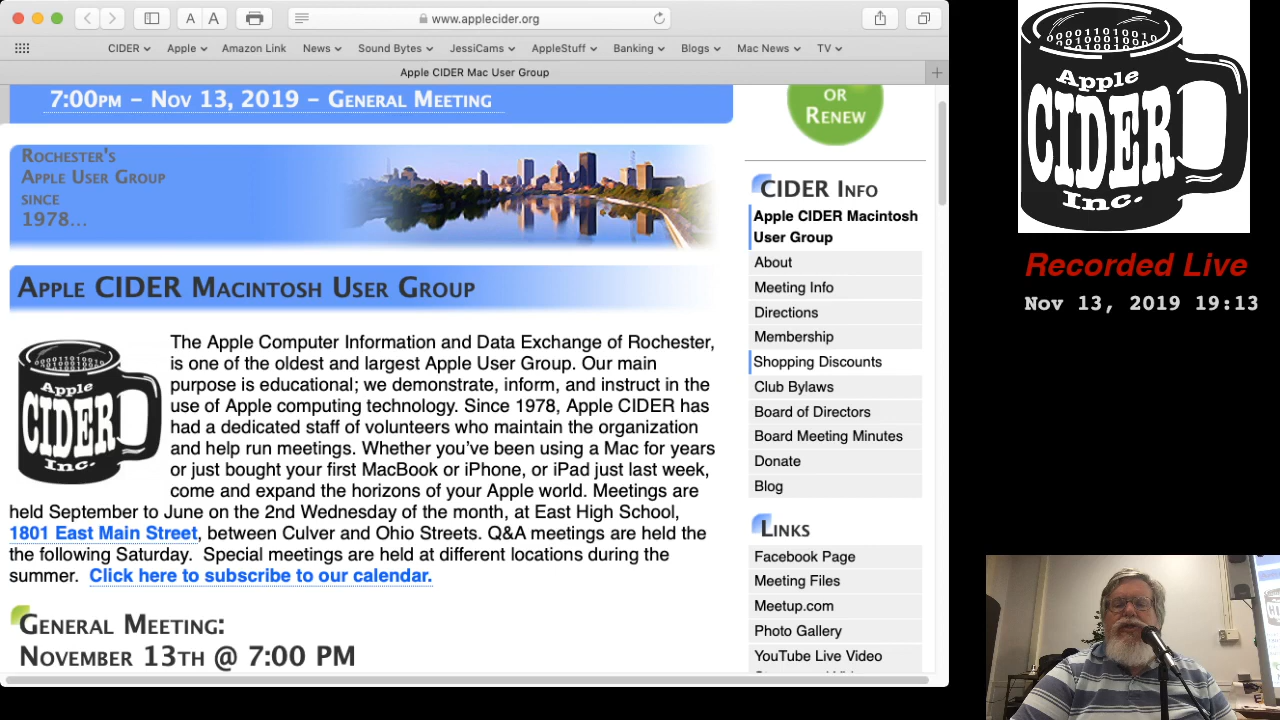 www.applecider.org
CIDER Apple Amazon Link News Sound Bytes JessiCams AppleStuff Banking Blogs Mac News TV
Apple CIDER Mac User Group
7:00PM – NOV 13, 2019 – GENERAL MEETING
ROCHESTER'S
APPLE USER GROUP
SINCE
1978...
APPLE CIDER MACINTOSH USER GROUP
000011010010
Apple
CIDER
Inc.
The Apple Computer Information and Data Exchange of Rochester,
is one of the oldest and largest Apple User Group. Our main
purpose is educational; we demonstrate, inform, and instruct in the
use of Apple computing technology. Since 1978, Apple CIDER has
had a dedicated staff of volunteers who maintain the organization
and help run meetings. Whether you've been using a Mac for years
or just bought your first MacBook or iPhone, or iPad just last week,
come and expand the horizons of your Apple world. Meetings are
held September to June on the 2nd Wednesday of the month, at East High School,
1801 East Main Street, between Culver and Ohio Streets. Q&A meetings are held the
the following Saturday. Special meetings are held at different locations during the
summer. Click here to subscribe to our calendar.
GENERAL MEETING:
NOVEMBER 13TH @ 7:00 PM
OR
RENEW
CIDER INFO
Apple CIDER Macintosh
User Group
About
Meeting Info
Directions
Membership
Shopping Discounts
Club Bylaws
Board of Directors
Board Meeting Minutes
Donate
Blog
LINKS
Facebook Page
Meeting Files
Meetup.com
Photo Gallery
YouTube Live Video
000011010010
Apple
CIDER
Inc.
Recorded Live
Nov 13, 2019 19:13